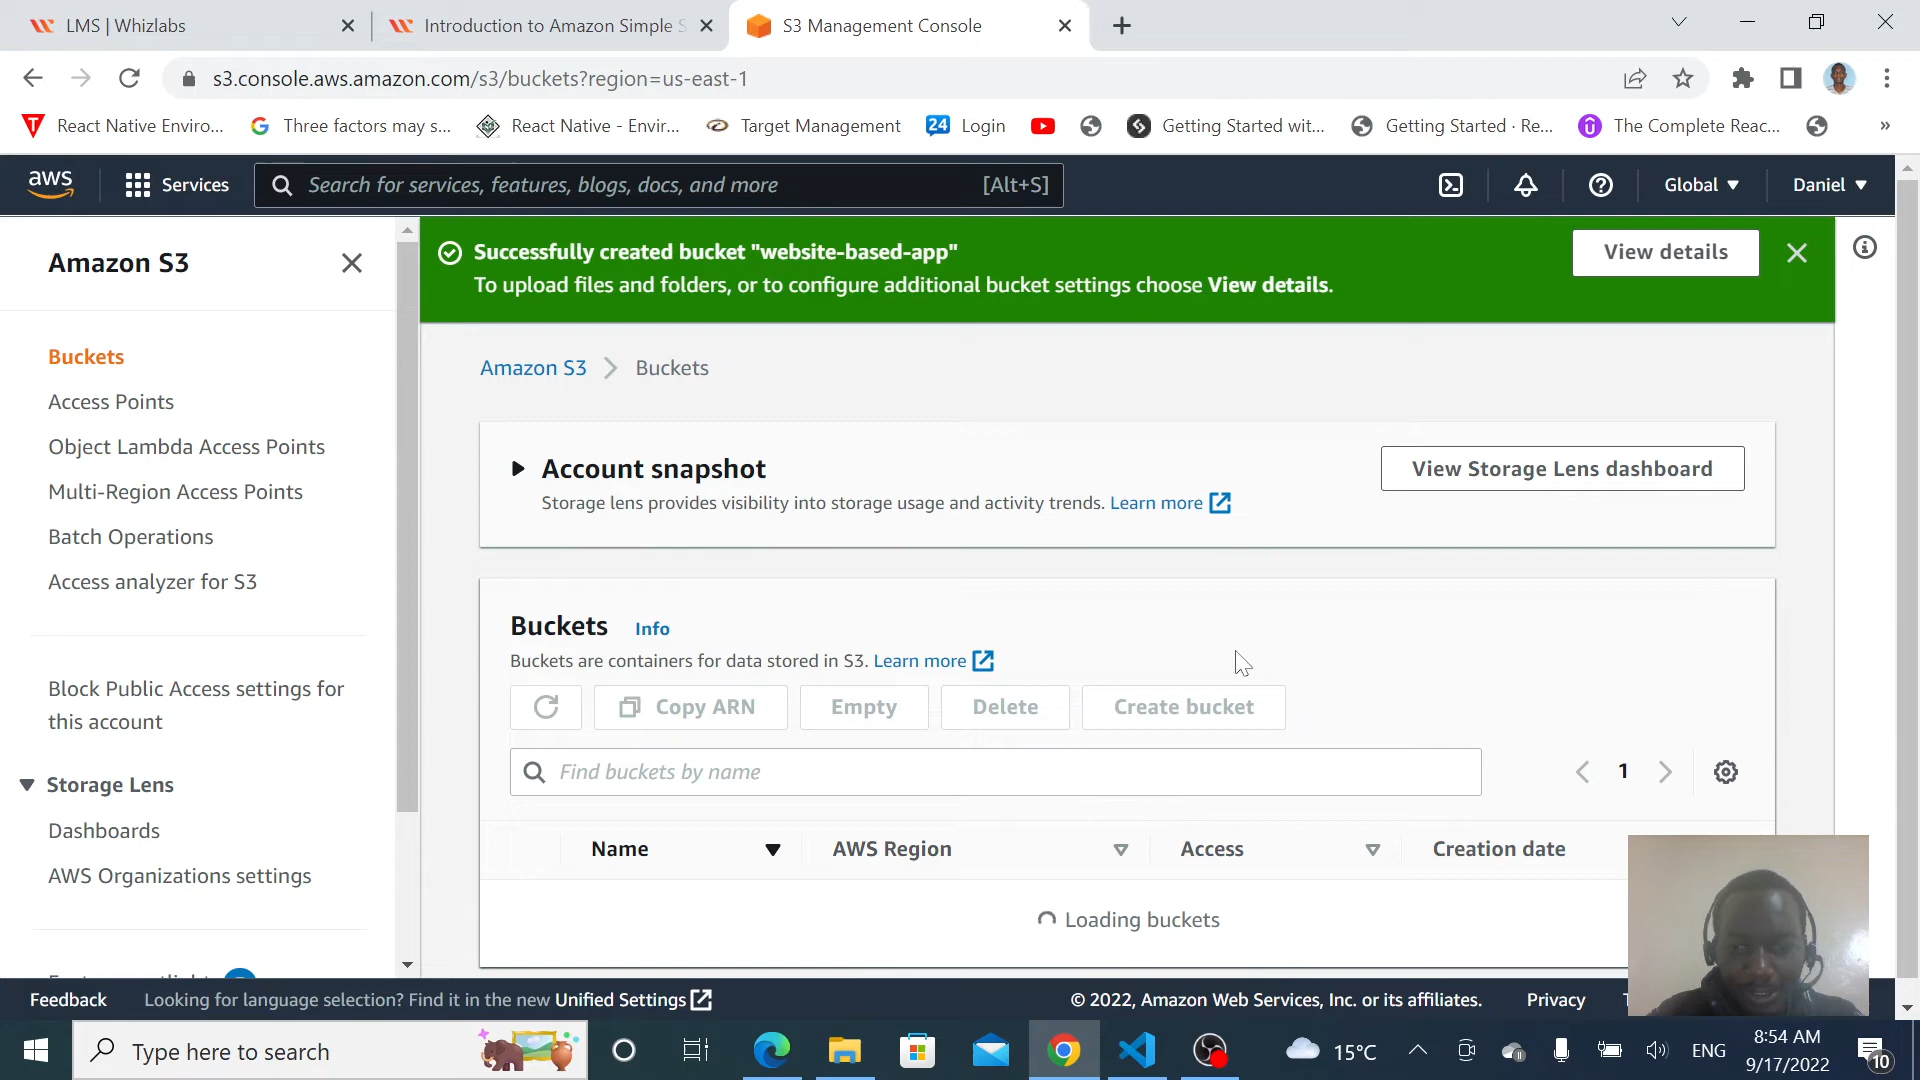 LMS | Whizlabs
Introduction to Amazon Simple S
S3 Management Console
s3.console.aws.amazon.com/s3/buckets?region=us-east-1
React Native Enviro...
Three factors may s...
React Native - Envir...
Target Management
24
Login
Getting Started wit...
Getting Started · Re...
The Complete Reac...
»
aws
Services
Search for services, features, blogs, docs, and more
[Alt+S]
Global
Daniel
Amazon S3
Successfully created bucket "website-based-app"
To upload files and folders, or to configure additional bucket settings choose View details.
View details
Buckets
Access Points
Object Lambda Access Points
Multi-Region Access Points
Batch Operations
Access analyzer for S3
Block Public Access settings for
this account
Storage Lens
Dashboards
AWS Organizations settings
Amazon S3
Buckets
Account snapshot
Storage lens provides visibility into storage usage and activity trends. Learn more
View Storage Lens dashboard
Buckets
Info
Buckets are containers for data stored in S3. Learn more
Copy ARN
Empty
Delete
Create bucket
Find buckets by name
1
Name
AWS Region
Access
Creation date
Loading buckets
Feedback
Looking for language selection? Find it in the new Unified Settings
© 2022, Amazon Web Services, Inc. or its affiliates.
Privacy
Type here to search
15°C
ENG
8:54 AM
9/17/2022
10